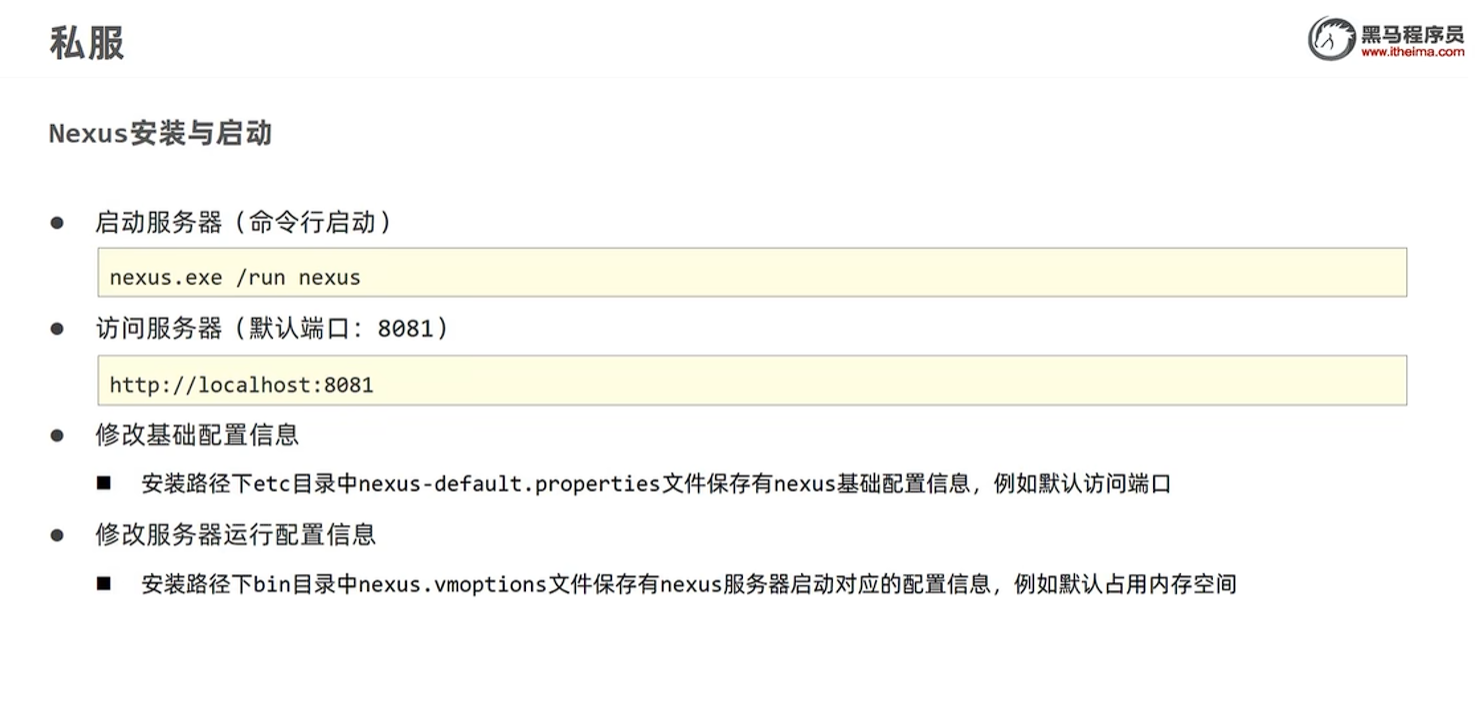 私服
黑马程序员
www.itheima.com
Nexus安装与启动
启动服务器（命令行启动）
nexus.exe /run nexus
访问服务器（默认端口：8081）
http://localhost:8081
修改基础配置信息
安装路径下etc目录中nexus-default.properties文件保存有nexus基础配置信息，例如默认访问端口
修改服务器运行配置信息
安装路径下bin目录中nexus.vmoptions文件保存有nexus服务器启动对应的配置信息，例如默认占用内存空间